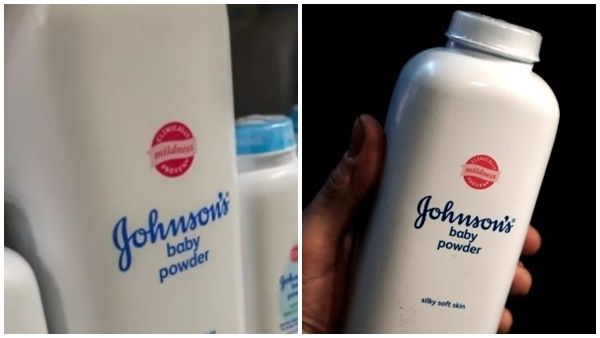 CLINICALLY
mildness
PROVEN
Johnson's
baby
powder
CLINICALLY
mildness
PROVEN
Johnson's®
baby
powder
silky soft skin